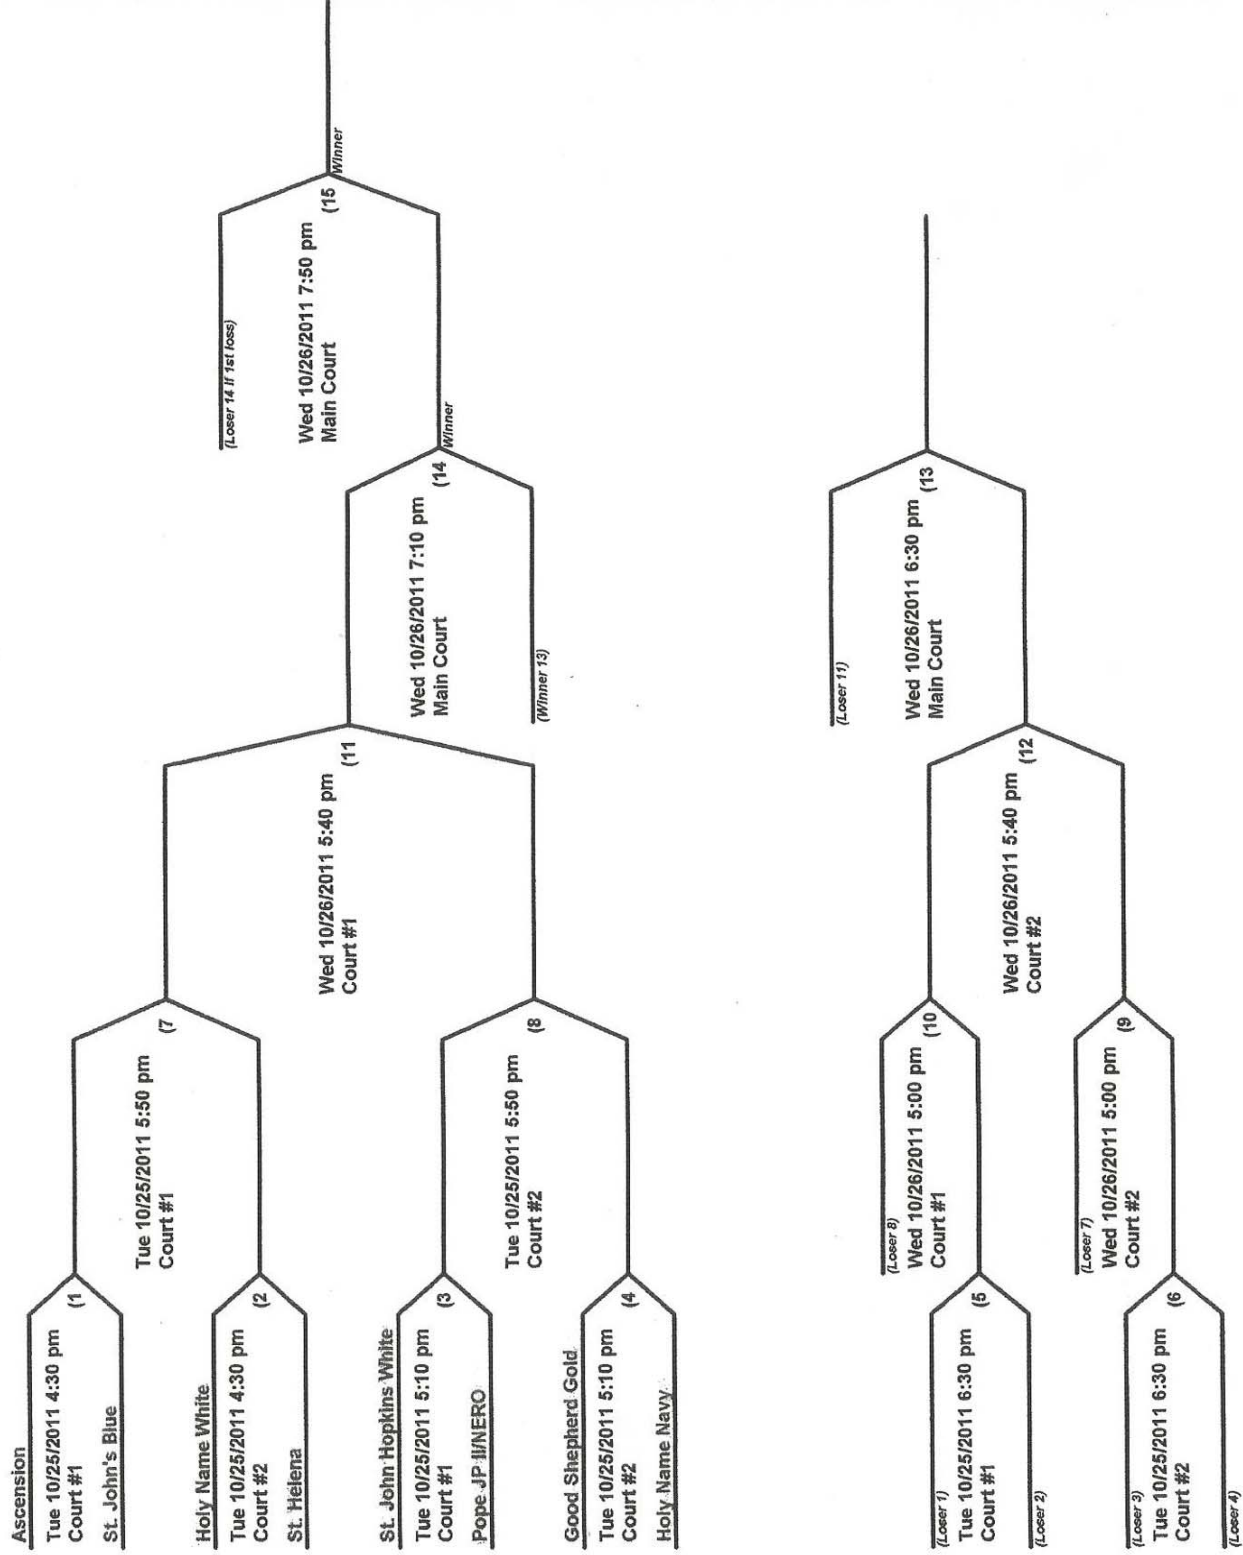 Ascension
Tue 10/25/2011 4:30 pm
Court #1
(1
St. John's Blue
Tue 10/25/2011 5:50 pm
Court #1
(7
Holy Name White
Tue 10/25/2011 4:30 pm
Court #2
(2
St. Helena
Wed 10/26/2011 5:40 pm
Court #1
(11
St. John Hopkins White
Tue 10/25/2011 5:10 pm
Court #1
(3
Pope JP II/NERO
Tue 10/25/2011 5:50 pm
Court #2
(8
Good Shepherd Gold
Tue 10/25/2011 5:10 pm
Court #2
(4
Holy Name Navy
Wed 10/26/2011 7:10 pm
Main Court
(14
Winner
(Winner 13)
(Loser 14 if 1st loss)
Wed 10/26/2011 7:50 pm
Main Court
(15
Winner
(Loser 11)
Wed 10/26/2011 6:30 pm
Main Court
(13
(Loser 8)
Wed 10/26/2011 5:00 pm
Court #1
(10
(Loser 1)
Tue 10/25/2011 6:30 pm
Court #1
(5
(Loser 2)
Wed 10/26/2011 5:40 pm
Court #2
(12
(Loser 7)
Wed 10/26/2011 5:00 pm
Court #2
(9
(Loser 3)
Tue 10/25/2011 6:30 pm
Court #2
(6
(Loser 4)